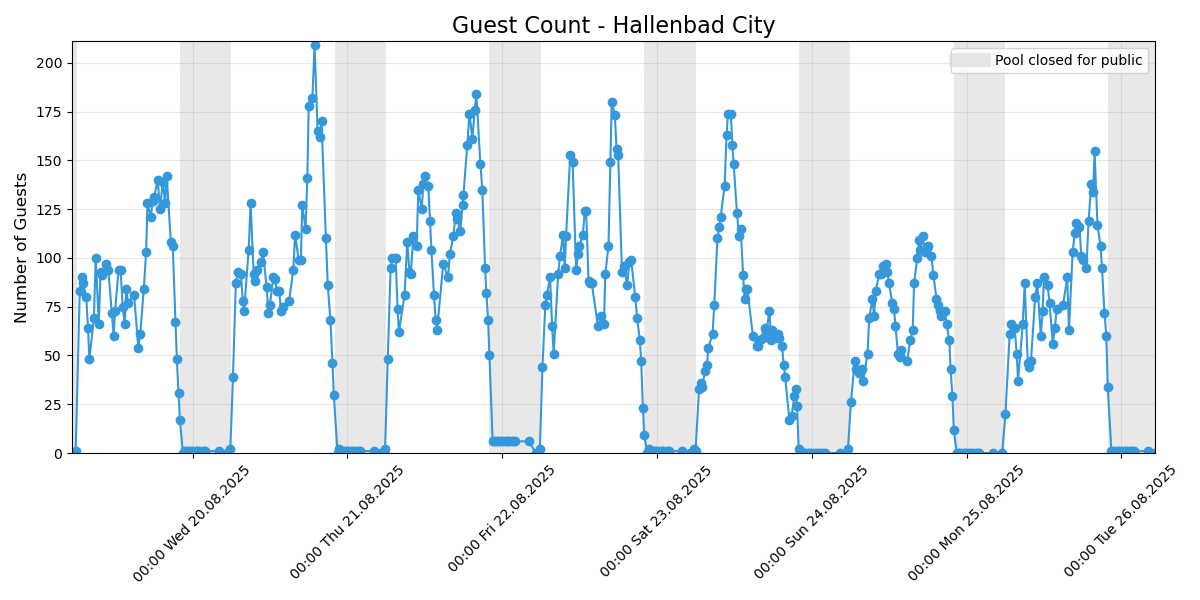 Guest Count - Hallenbad City
Pool closed for public
Number of Guests
200
175
150
125
100
75
50
25
0
00:00 Wed 20.08.2025
00:00 Thu 21.08.2025
00:00 Fri 22.08.2025
00:00 Sat 23.08.2025
00:00 Sun 24.08.2025
00:00 Mon 25.08.2025
00:00 Tue 26.08.2025